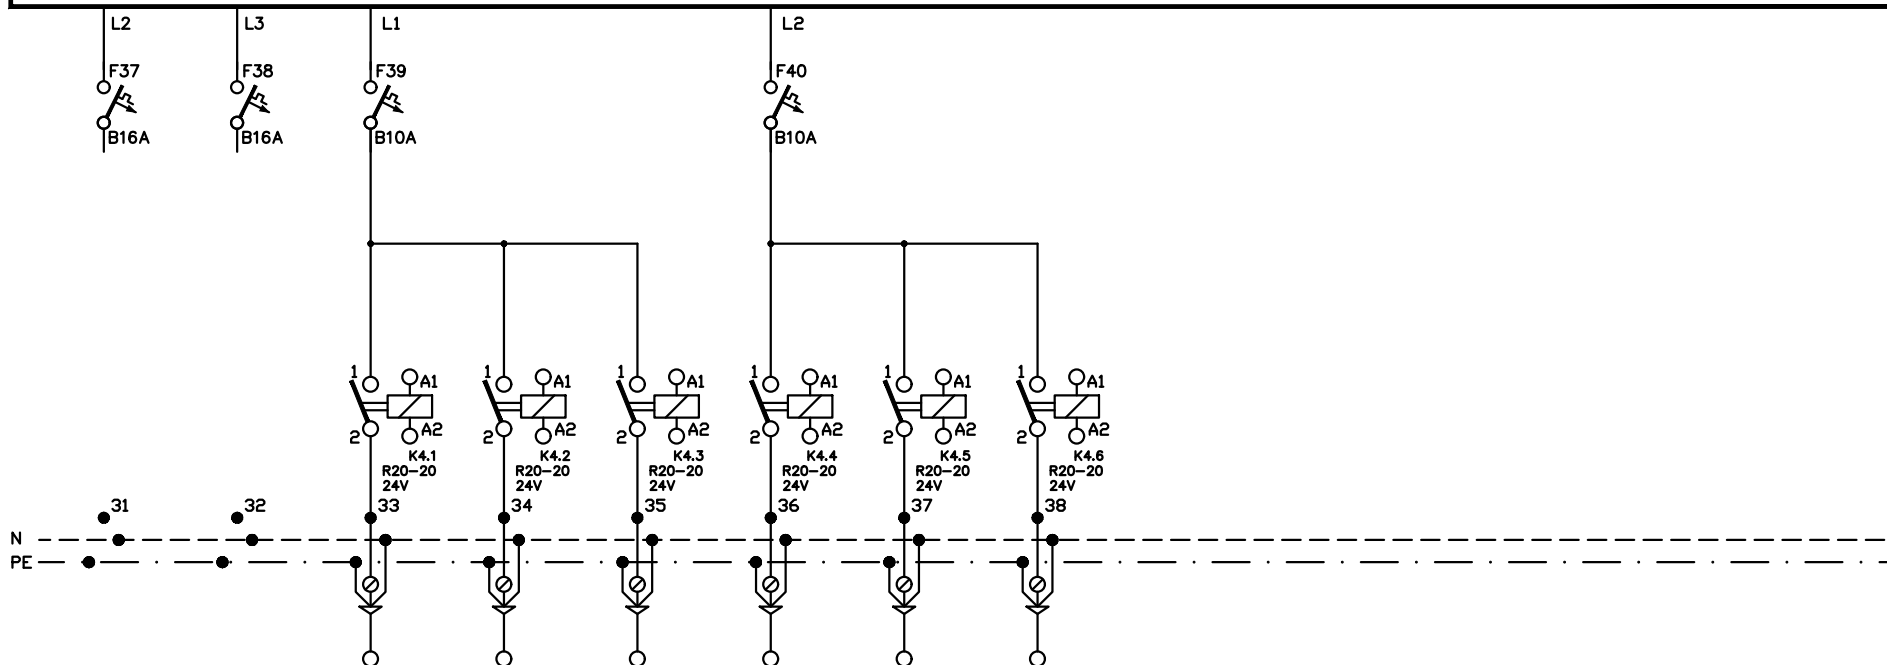 L2 L3 L1 L2
F37 F38 F39 F40
B16A B16A B10A B10A
1 A1 1 A1 1 A1 1 A1 1 A1 1 A1
2 A2 2 A2 2 A2 2 A2 2 A2 2 A2
K4.1 K4.2 K4.3 K4.4 K4.5 K4.6
R20-20 R20-20 R20-20 R20-20 R20-20 R20-20
24V 24V 24V 24V 24V 24V
31 32 33 34 35 36 37 38
N
PE